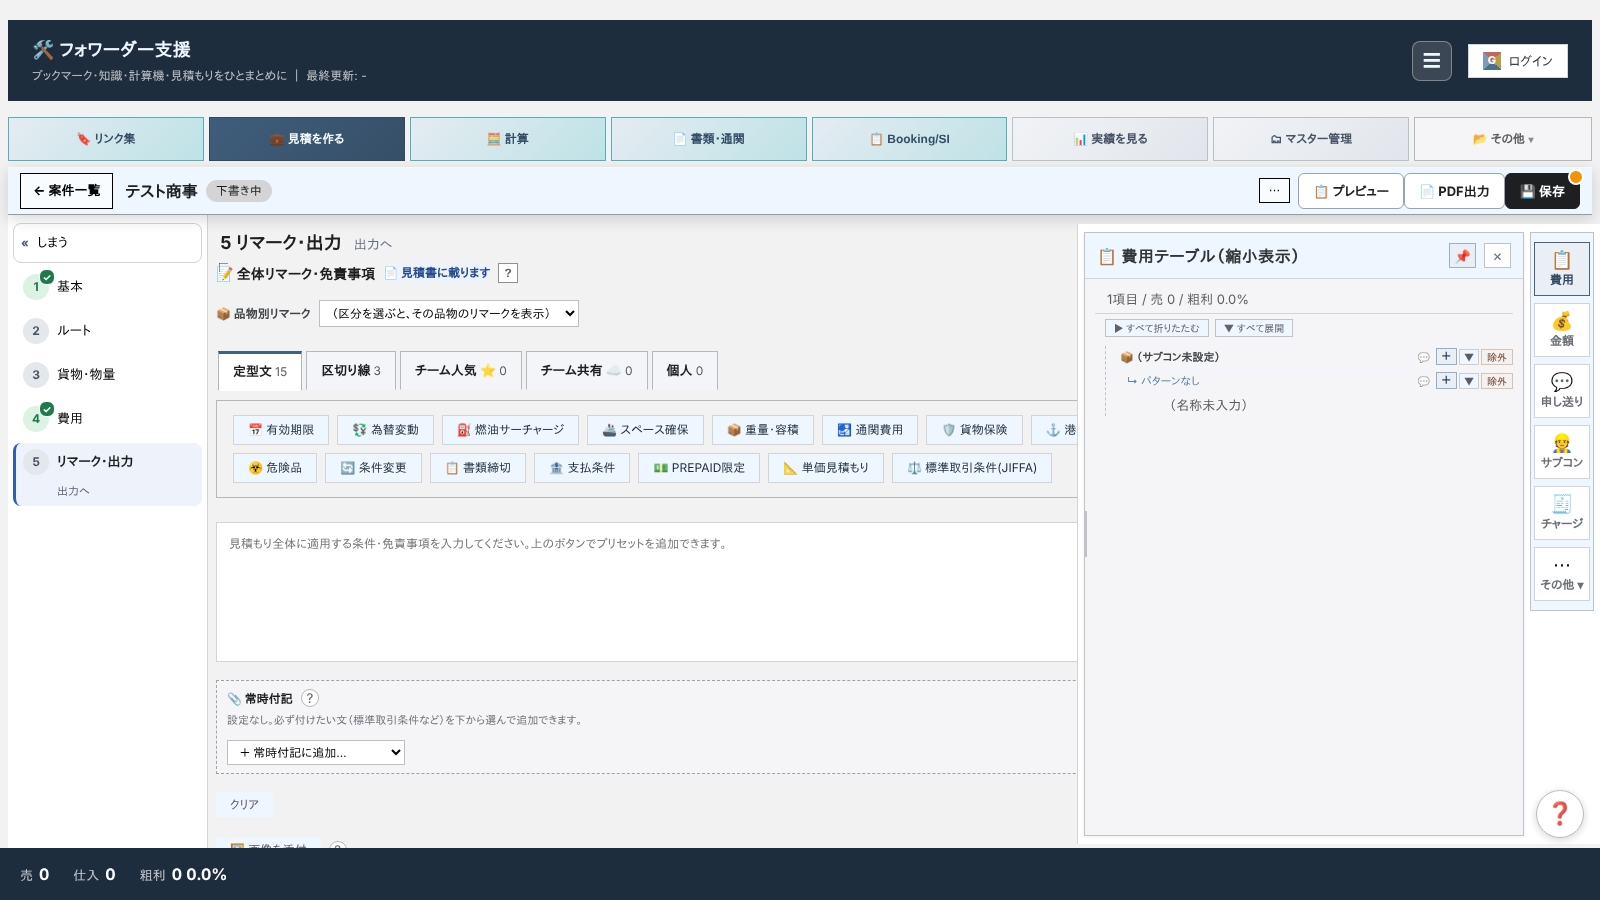 🛠️ フォワーダー支援
ブックマーク・知識・計算機・見積もりをひとまとめに ｜ 最終更新: -
☰
G ログイン
🔖 リンク集
💼 見積を作る
🧮 計算
📄 書類・通関
📋 Booking/SI
📊 実績を見る
🗂 マスター管理
📂 その他 ▾
← 案件一覧
テスト商事
下書き中
…
📋 プレビュー
📄 PDF出力
💾 保存
« しまう
1 基本
2 ルート
3 貨物・物量
4 費用
5 リマーク・出力
出力へ
5 リマーク・出力 出力へ
📝 全体リマーク・免責事項 📄 見積書に載ります ?
📦 品物別リマーク （区分を選ぶと、その品物のリマークを表示）
定型文 15
区切り線 3
チーム人気 ⭐ 0
チーム共有 ☁️ 0
個人 0
📅 有効期限
💱 為替変動
⛽ 燃油サーチャージ
🚢 スペース確保
📦 重量・容積
🛃 通関費用
🛡️ 貨物保険
⚓ 港
☣️ 危険品
🔄 条件変更
📋 書類締切
🏦 支払条件
💵 PREPAID限定
📐 単価見積もり
⚖️ 標準取引条件(JIFFA)
見積もり全体に適用する条件・免責事項を入力してください。上のボタンでプリセットを追加できます。
📎 常時付記 ?
設定なし。必ず付けたい文（標準取引条件など）を下から選んで追加できます。
＋ 常時付記に追加...
クリア
🖼️ 画像を添付 ?
📋 費用テーブル（縮小表示）
📌
×
1項目 / 売 0 / 粗利 0.0%
▶ すべて折りたたむ
▼ すべて展開
📦 （サブコン未設定）
💬 ＋ ▼ 除外
↳ パターンなし
💬 ＋ ▼ 除外
（名称未入力）
📋 費用
💰 金額
💬 申し送り
👷 サブコン
🧾 チャージ
… その他 ▾
❓
売 0 仕入 0 粗利 0 0.0%